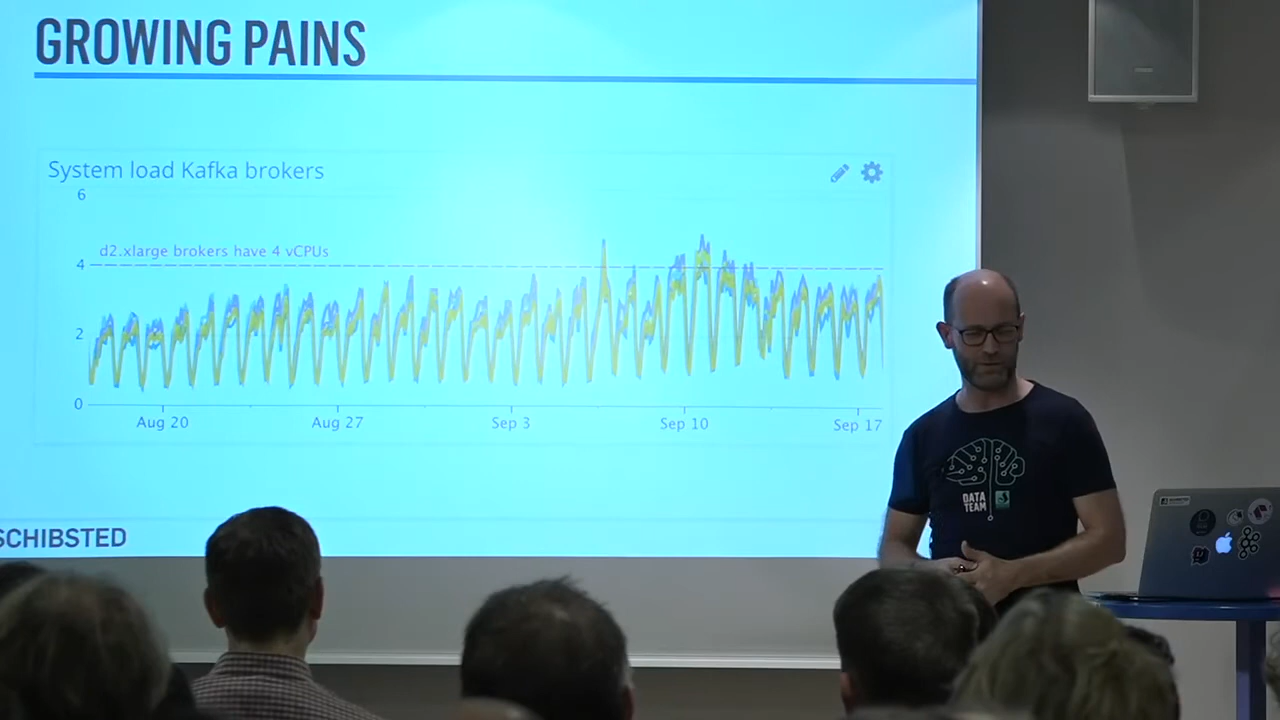 GROWING PAINS
System load Kafka brokers
6
d2.xlarge brokers have 4 vCPUs
4
2
0
Aug 20
Aug 27
Sep 3
Sep 10
Sep 17
SCHIBSTED
DATA
TEAM